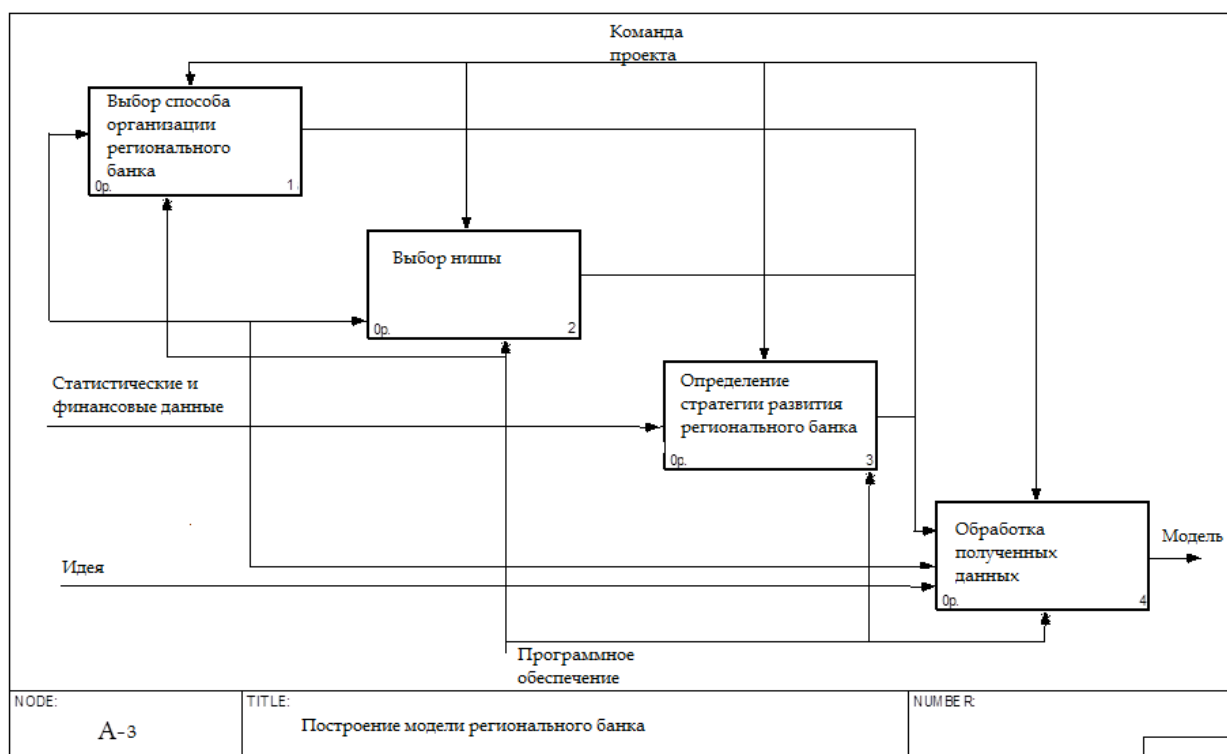 Команда
проекта
Выбор способа
организации
регионального
банка
0р.
1
Выбор нишы
0р.
2
Статистические и
финансовые данные
Определение
стратегии развития
регионального банка
0р.
3
Обработка
полученных
данных
0р.
4
Модель
Идея
Программное
обеспечение
NODE:
А-3
TITLE:
Построение модели регионального банка
NUMBER: